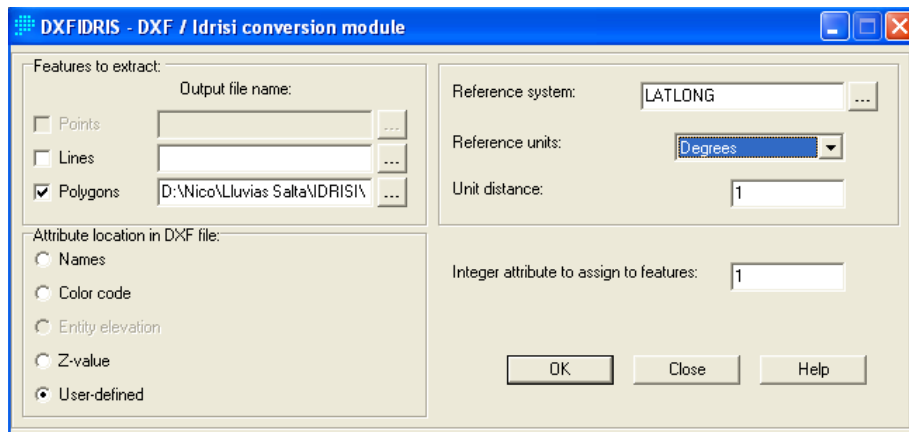 DXFIDRIS - DXF / Idrisi conversion module
Features to extract:
Output file name:
Points
...
Lines
...
Polygons
D:\Nico\Lluvias Salta\IDRISI\
...
Attribute location in DXF file:
Names
Color code
Entity elevation
Z-value
User-defined
Reference system:
LATLONG
...
Reference units:
Degrees
Unit distance:
1
Integer attribute to assign to features:
1
OK
Close
Help